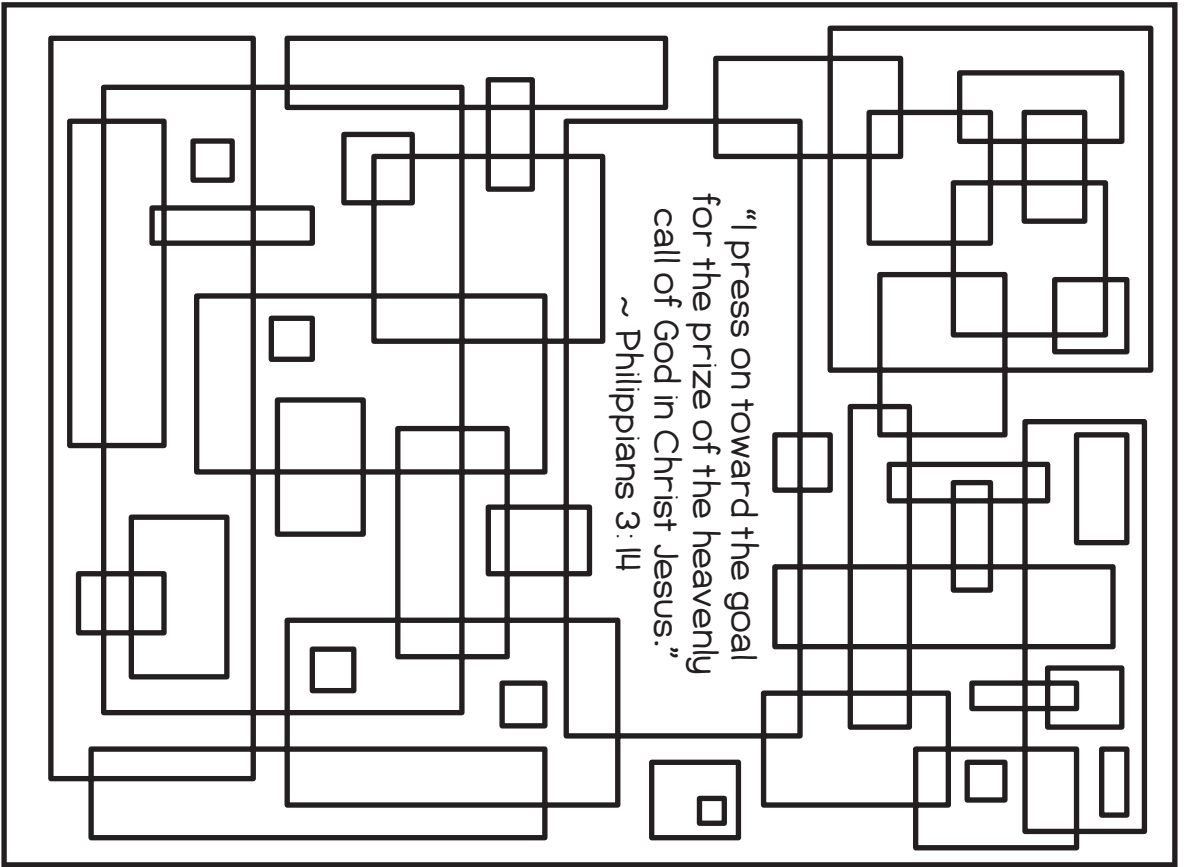 “I press on toward the goal
for the prize of the heavenly
call of God in Christ Jesus.”
~ Philippians 3:14